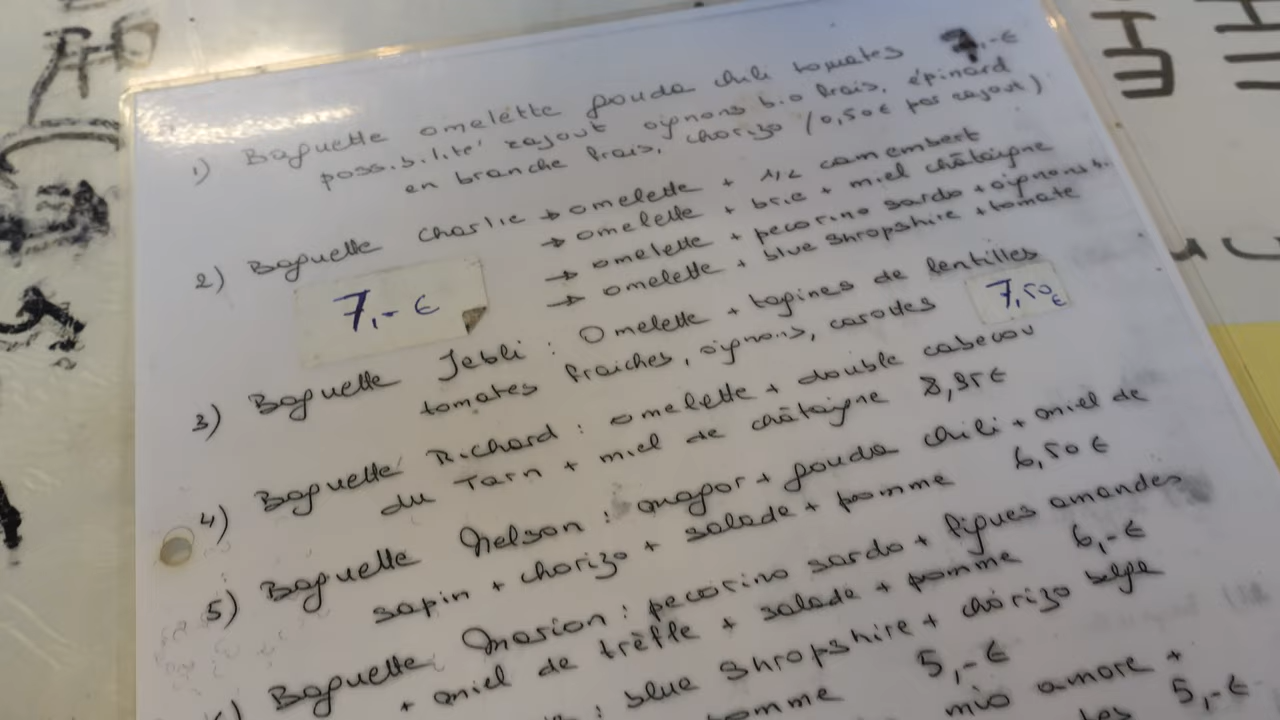 1) Baguette omelette gouda chili tomates 7,-€
possibilité rajout oignons bio frais, épinard
en branche frais, chorizo (0,50€ par rajout)
2) Baguette Charlie → omelette + 1/2 camembert
→ omelette + brie + miel châtaigne
→ omelette + pecorino sardo + oignons bi
→ omelette + blue shropshire + tomate
7,-€
3) Baguette Jebli : Omelette + tagines de lentilles
tomates fraiches, oignons, carottes 7,50€
4) Baguette Richard : omelette + double cabecou
du Tarn + miel de châtaigne 8,95€
5) Baguette Nelson : magor + gouda chili + miel de
sapin + chorizo + salade + pomme 6,50€
Baguette Marion : pecorino sardo + figues amandes
+ miel de trèfle + salade + pomme 6,-€
: blue shropshire + chorizo belge
pomme 5,-€
mio amore +
5,-€